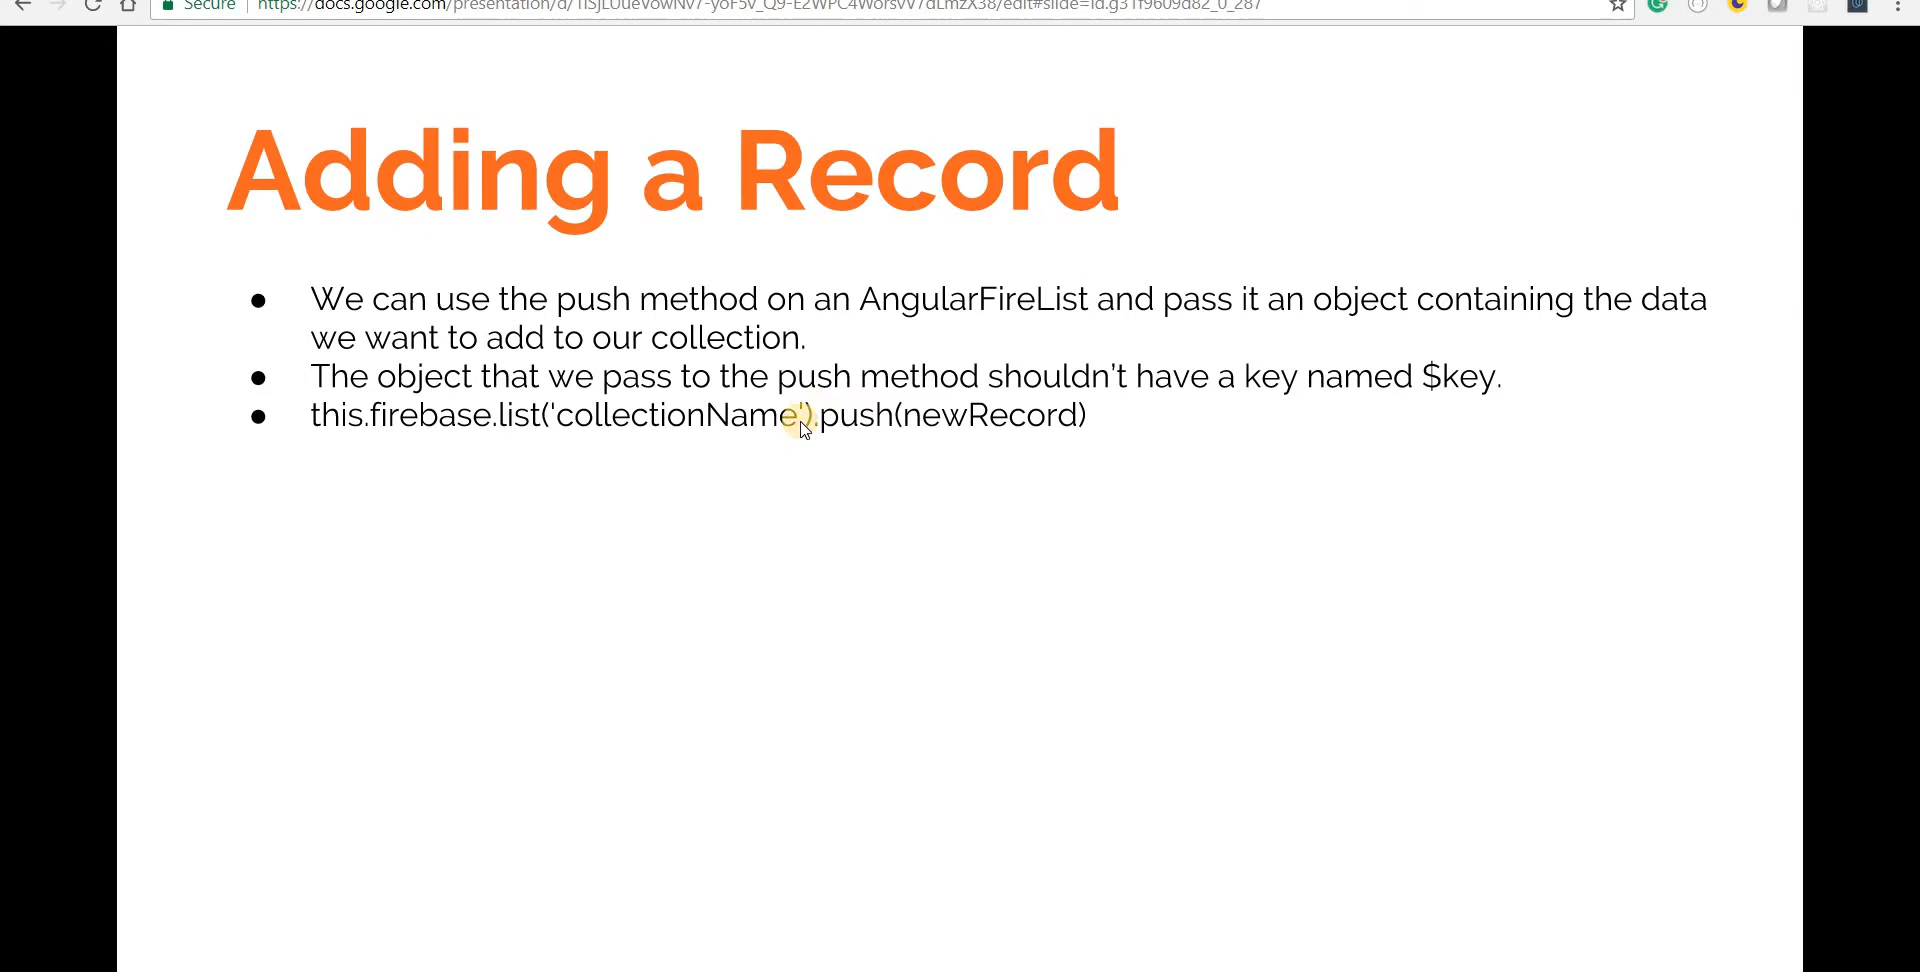 Secure
Adding a Record
● We can use the push method on an AngularFireList and pass it an object containing the data
we want to add to our collection.
● The object that we pass to the push method shouldn’t have a key named $key.
● this.firebase.list('collectionName').push(newRecord)